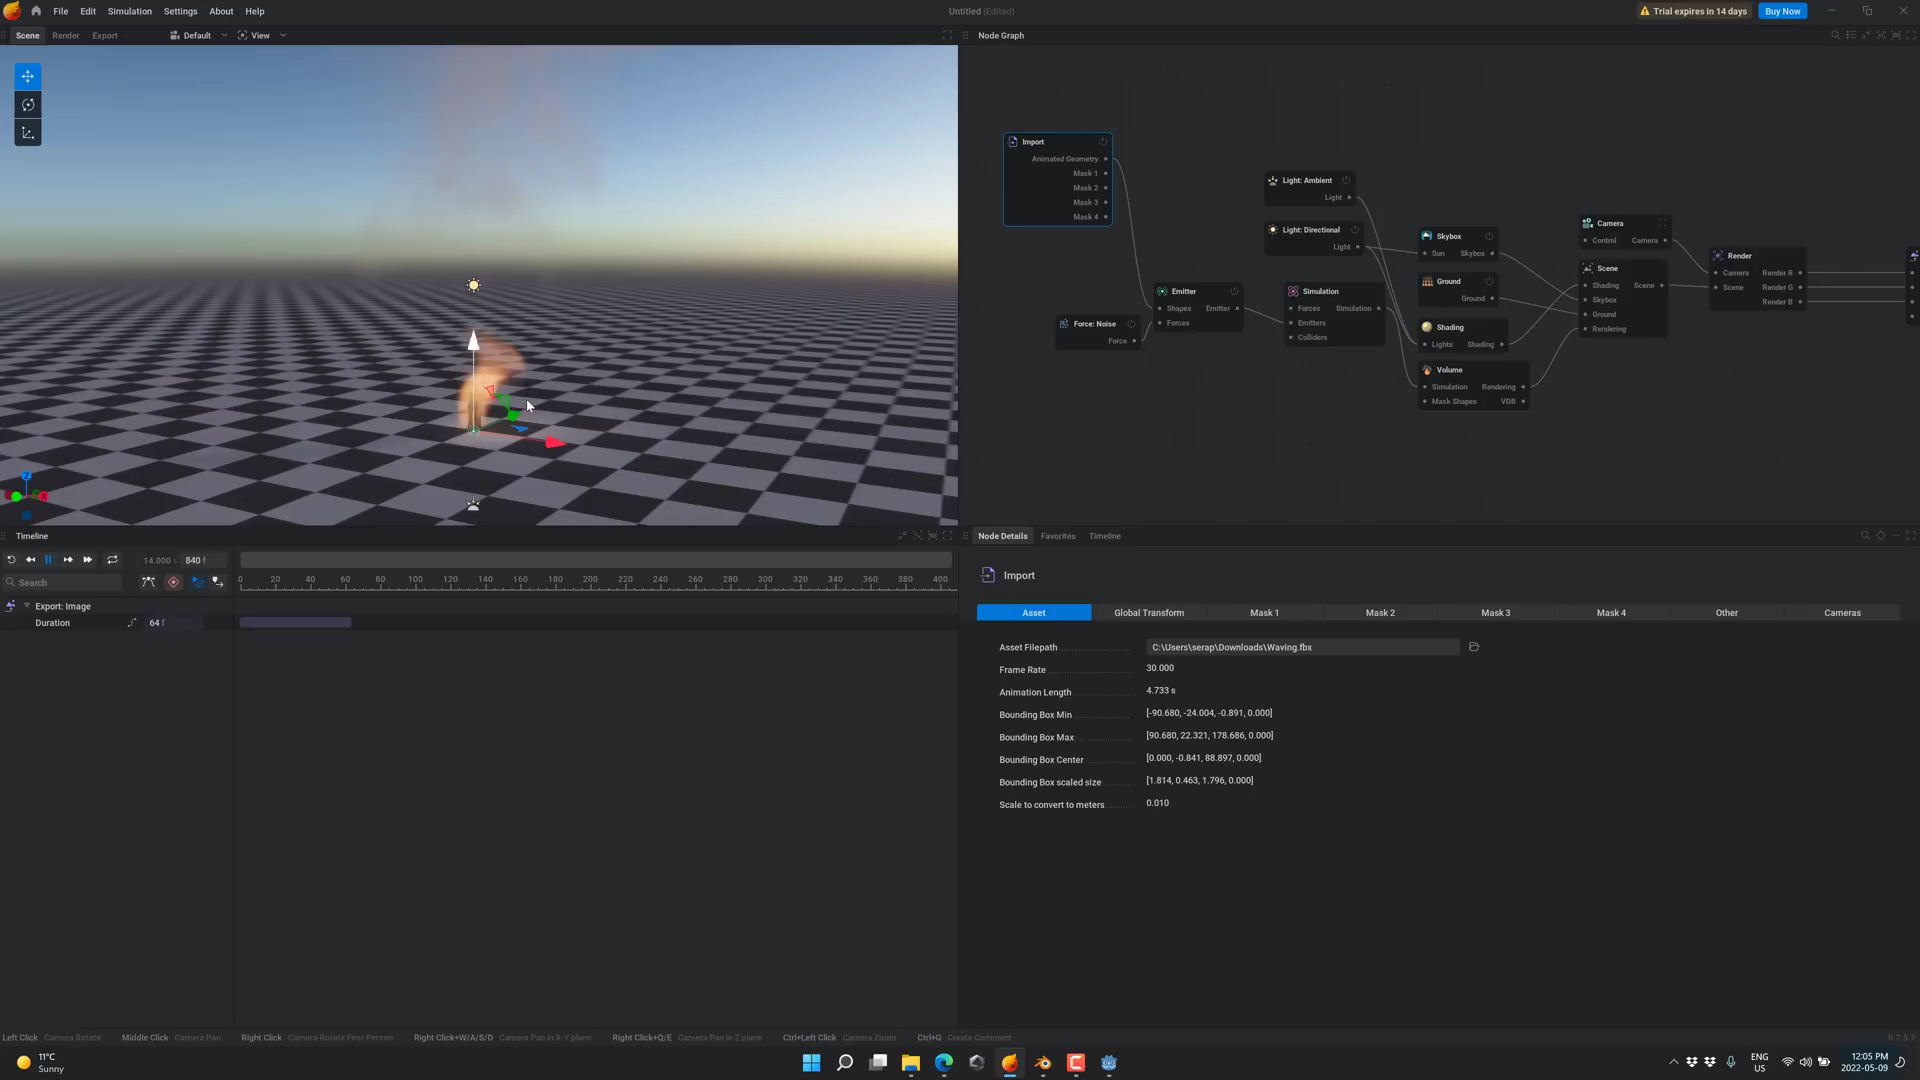 File Edit Simulation Settings About Help
Untitled (Edited)
Trial expires in 14 days Buy Now
Scene Render Export Default View
Node Graph
Import
Animated Geometry
Mask 1
Mask 2
Mask 3
Mask 4
Light: Ambient
Light
Light: Directional
Light
Force: Noise
Force
Emitter
Shapes Emitter
Forces
Simulation
Forces Simulation
Emitters
Colliders
Skybox
Sun Skybox
Ground
Ground
Shading
Lights Shading
Volume
Simulation Rendering
Mask Shapes VDB
Camera
Control Camera
Scene
Shading Scene
Skybox
Ground
Rendering
Render
Camera Render R
Scene Render G
Render B
Z
X
Timeline
14.000 s 840 f
Search
0 20 40 60 80 100 120 140 160 180 200 220 240 260 280 300 320 340 360 380 400
Export: Image
Duration 64 f
Node Details Favorites Timeline
Import
Asset Global Transform Mask 1 Mask 2 Mask 3 Mask 4 Other Cameras
Asset Filepath C:\Users\serap\Downloads\Waving.fbx
Frame Rate 30.000
Animation Length 4.733 s
Bounding Box Min [-90.680, -24.004, -0.891, 0.000]
Bounding Box Max [90.680, 22.321, 178.686, 0.000]
Bounding Box Center [0.000, -0.841, 88.897, 0.000]
Bounding Box scaled size [1.814, 0.463, 1.796, 0.000]
Scale to convert to meters 0.010
Left Click Camera Rotate Middle Click Camera Pan Right Click Camera Rotate First Person Right Click+W/A/S/D Camera Pan in X-Y plane Right Click+Q/E Camera Pan in Z plane Ctrl+Left Click Camera Zoom Ctrl+G Create Comment
0.7.5.7
11°C
Sunny
ENG
US
12:05 PM
2022-05-09